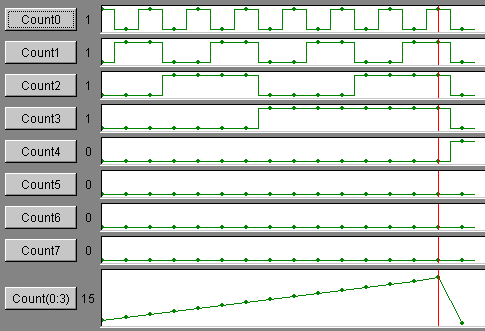 Count0 1
Count1 1
Count2 1
Count3 1
Count4 0
Count5 0
Count6 0
Count7 0
Count(0:3) 15